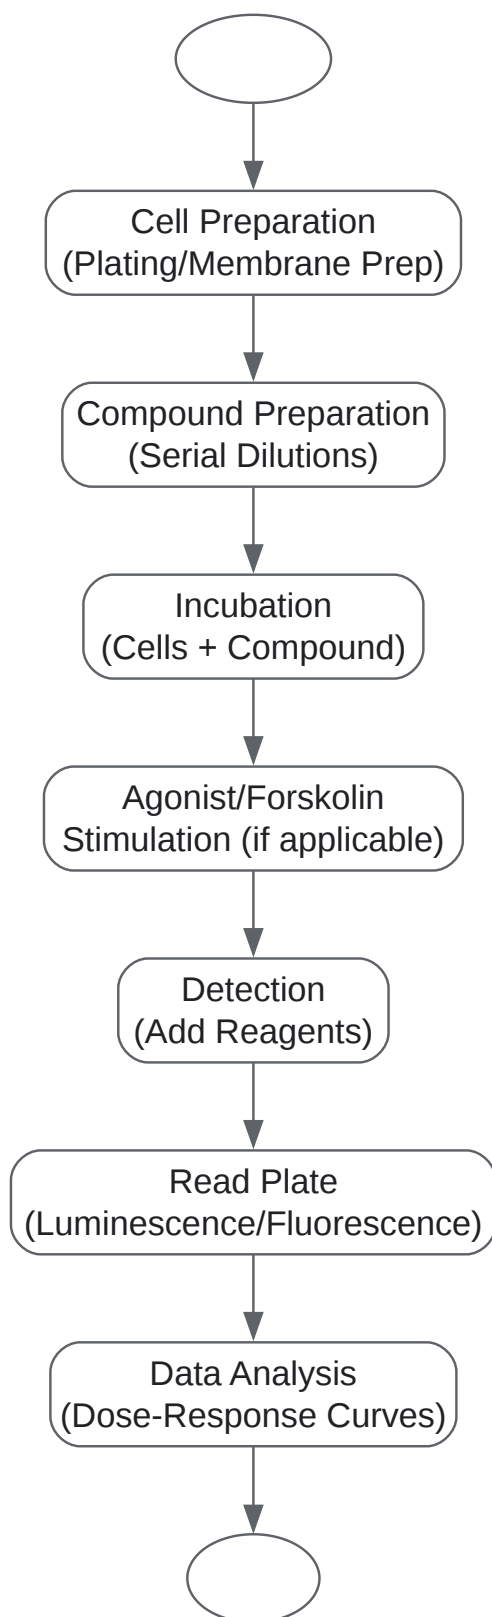 Cell Preparation
(Plating/Membrane Prep)
Compound Preparation
(Serial Dilutions)
Incubation
(Cells + Compound)
Agonist/Forskolin
Stimulation (if applicable)
Detection
(Add Reagents)
Read Plate
(Luminescence/Fluorescence)
Data Analysis
(Dose-Response Curves)